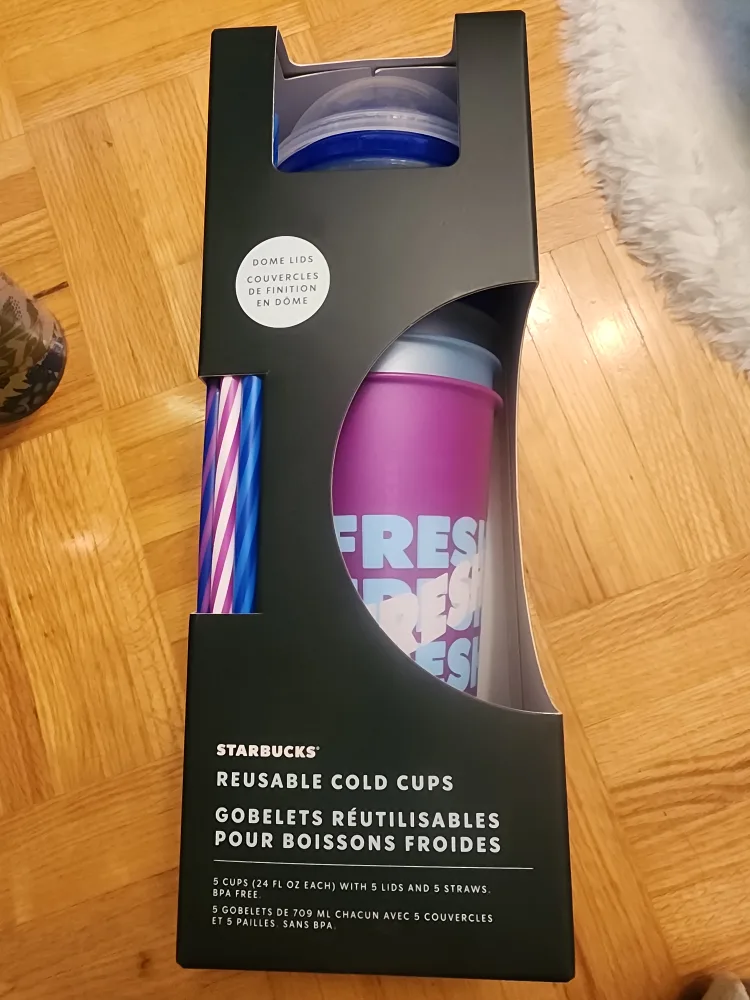 DOME LIDS
COUVERCLES
DE FINITION
EN DÔME
FRESH
FRESH
STARBUCKS®
REUSABLE COLD CUPS
GOBELETS RÉUTILISABLES
POUR BOISSONS FROIDES
5 CUPS (24 FL OZ EACH) WITH 5 LIDS AND 5 STRAWS.
BPA FREE.
5 GOBELETS DE 709 ML CHACUN AVEC 5 COUVERCLES
ET 5 PAILLES. SANS BPA.